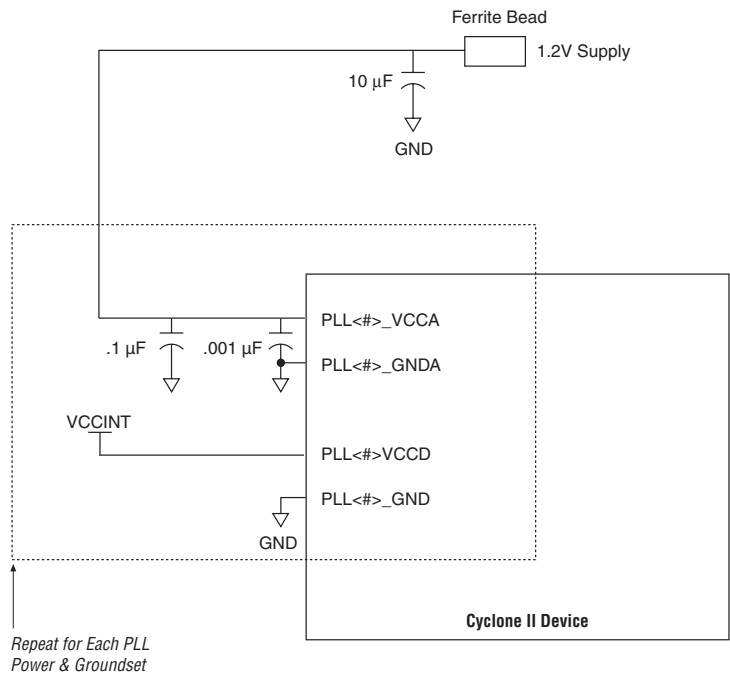 Ferrite Bead
1.2V Supply
10 μF
GND
PLL<#>_VCCA
.1 μF
.001 μF
PLL<#>_GNDA
VCCINT
PLL<#>VCCD
PLL<#>_GND
GND
Cyclone II Device
Repeat for Each PLL
Power & Groundset